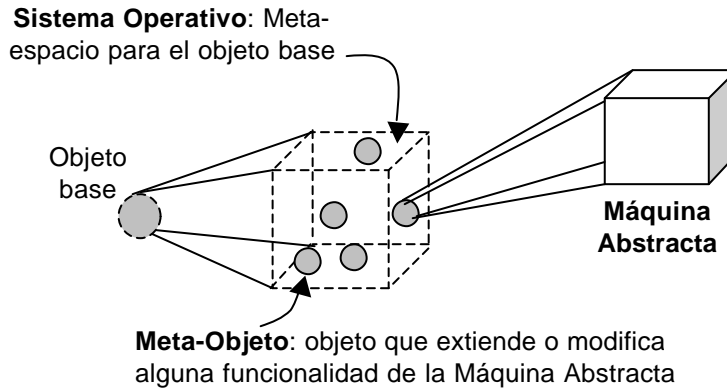 Sistema Operativo: Meta-
espacio para el objeto base
Objeto
base
Máquina
Abstracta
Meta-Objeto: objeto que extiende o modifica
alguna funcionalidad de la Máquina Abstracta